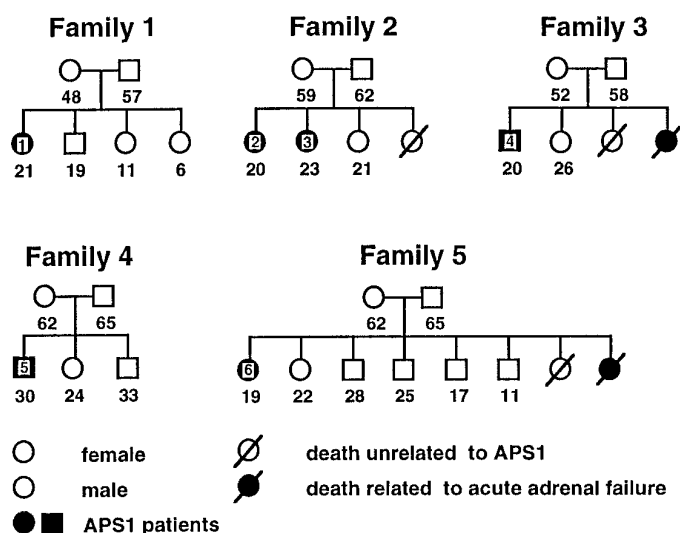 Family 1 Family 2 Family 3
48 57 59 62 52 58
1 2 3 4
21 19 11 6 20 23 21 20 26
Family 4 Family 5
62 65 62 65
5 6
30 24 33 19 22 28 25 17 11
female death unrelated to APS1
male death related to acute adrenal failure
APS1 patients